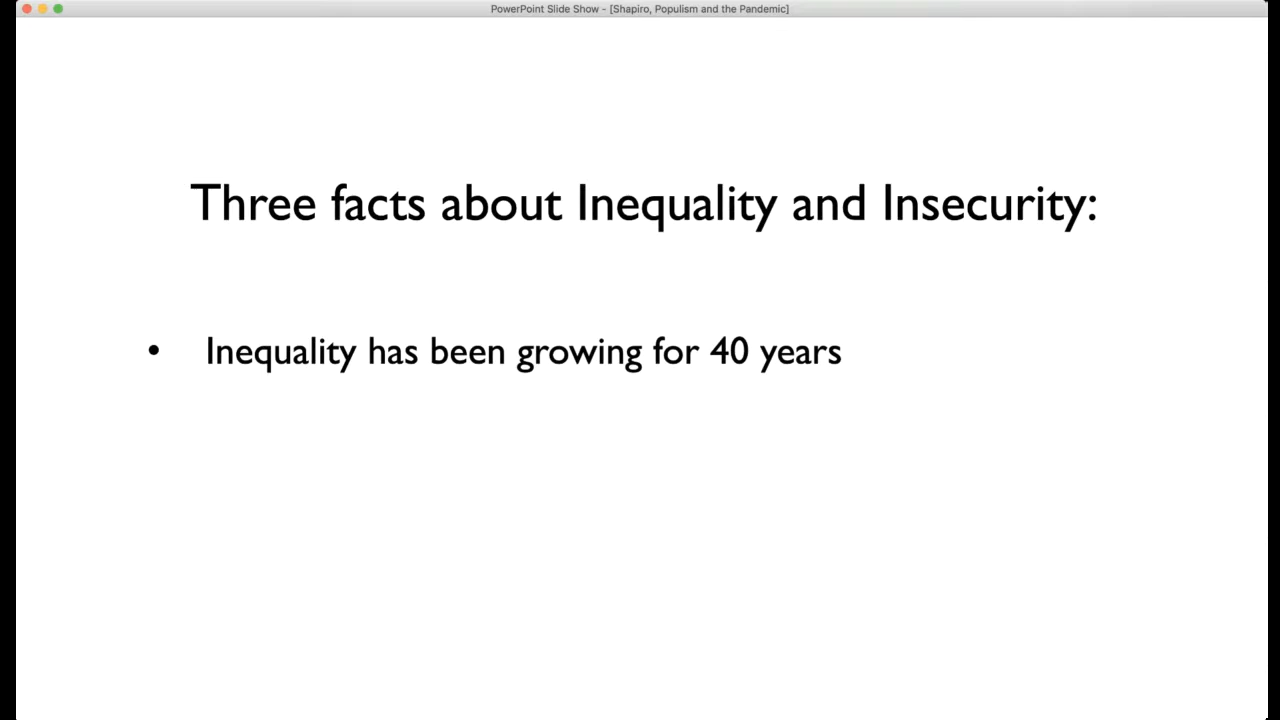 PowerPoint Slide Show - [Shapiro, Populism and the Pandemic]
Three facts about Inequality and Insecurity:
• Inequality has been growing for 40 years